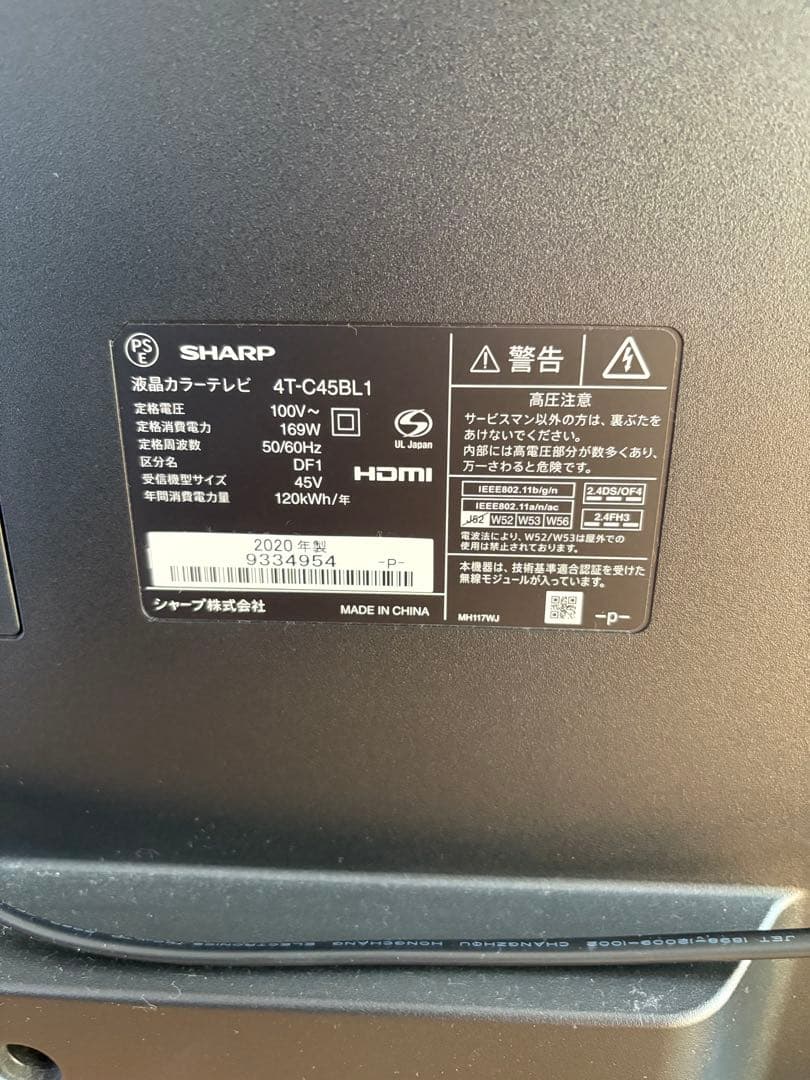 PS
E
SHARP
液晶カラーテレビ 4T-C45BL1
定格電圧 100V～
定格消費電力 169W
定格周波数 50/60Hz
区分名 DF1
受信機型サイズ 45V
年間消費電力量 120kWh/年
UL Japan
HDMI
2020年製
9334954 -P-
シャープ株式会社 MADE IN CHINA
警告
高圧注意
サービスマン以外の方は、裏ぶたを
あけないでください。
内部には高電圧部分が数多くあり、
万一さわると危険です。
IEEE802.11b/g/n
IEEE802.11a/n/ac
J52 W52 W53 W56
2.4DS/OF4
2.4FH3
電波法により、W52/W53は屋外での
使用は禁止されております。
本機器は、技術基準適合認証を受けた
無線モジュールが入っています。
MH117WJ -P-
ELECTRONICS HONGCHANG CHANGZHOU HONGCHANG